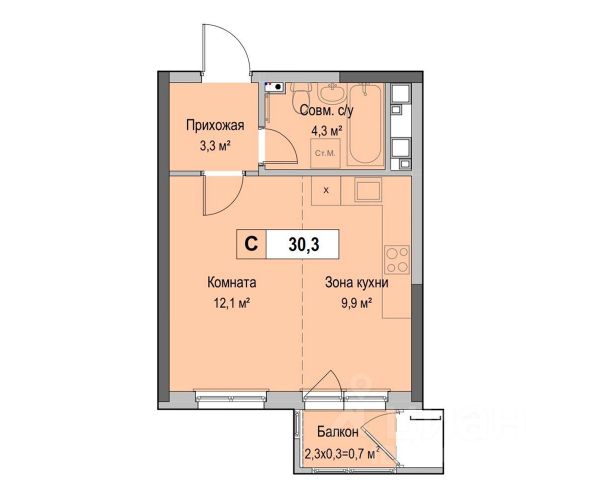 Прихожая
3,3 м²
Совм. с/у
4,3 м²
Ст.М.
х
С 30,3
Комната
12,1 м²
Зона кухни
9,9 м²
Балкон
2,3х0,3=0,7 м²